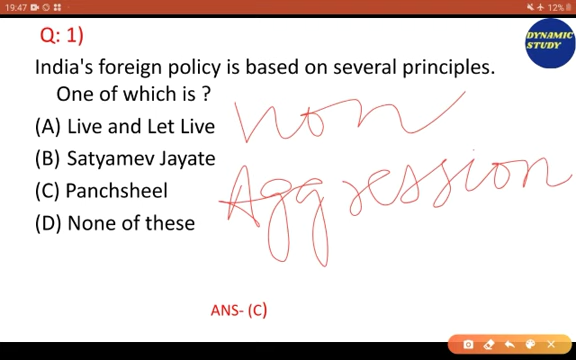 19:47
12%
DYNAMIC
STUDY
Q: 1)
India's foreign policy is based on several principles.
One of which is ?
(A) Live and Let Live
(B) Satyamev Jayate
(C) Panchsheel
(D) None of these
non
Aggression
ANS- (C)